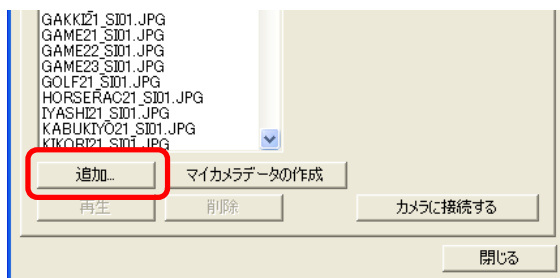 GAKKI21_SI01.JPG
GAME21_SI01.JPG
GAME22_SI01.JPG
GAME23_SI01.JPG
GOLF21_SI01.JPG
HORSERAC21_SI01.JPG
IYASHI21_SI01.JPG
KABUKIYO21_SI01.JPG
KIKORI21_SI01.JPG
追加... マイカメラデータの作成
再生 削除 カメラに接続する
閉じる